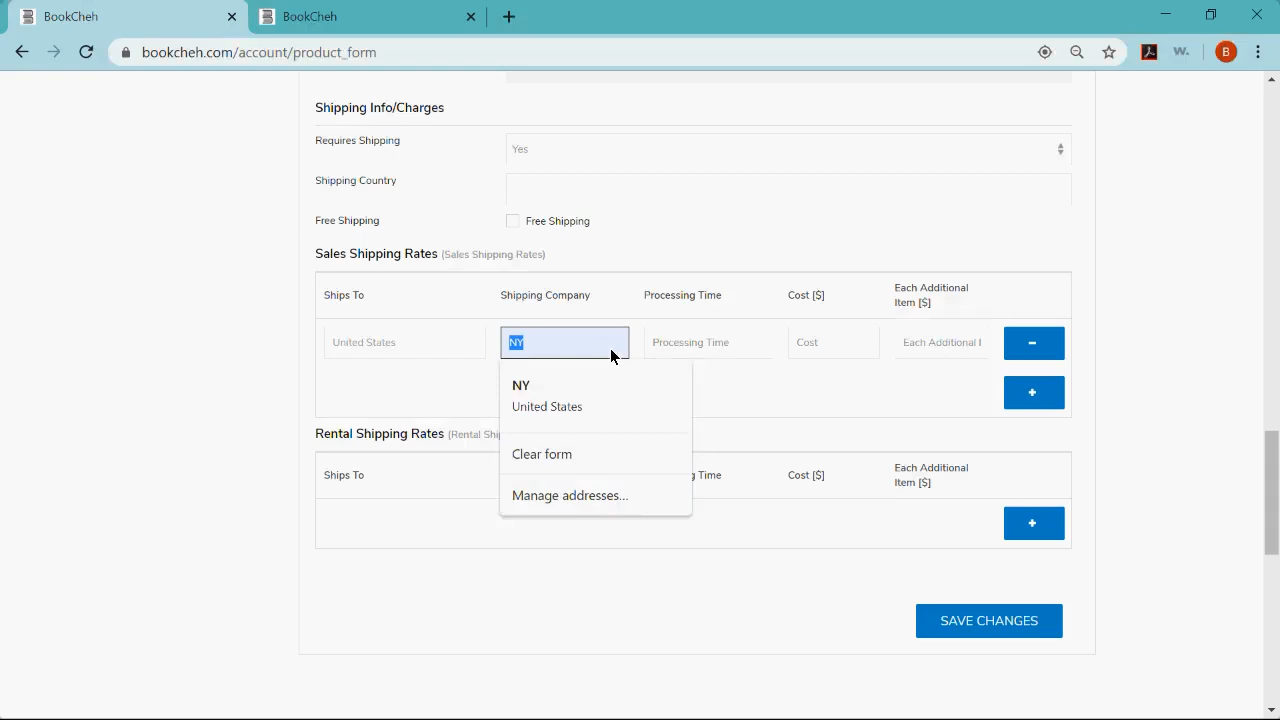 BookCheh
BookCheh
bookcheh.com/account/product_form
W.
B
Shipping Info/Charges
Requires Shipping
Yes
Shipping Country
Free Shipping
Free Shipping
Sales Shipping Rates (Sales Shipping Rates)
Ships To
Shipping Company
Processing Time
Cost [$]
Each Additional
Item [$]
United States
NY
Processing Time
Cost
Each Additional I
-
NY
United States
+
Clear form
Manage addresses...
Rental Shipping Rates (Rental Ship
Ships To
g Time
Cost [$]
Each Additional
Item [$]
+
SAVE CHANGES